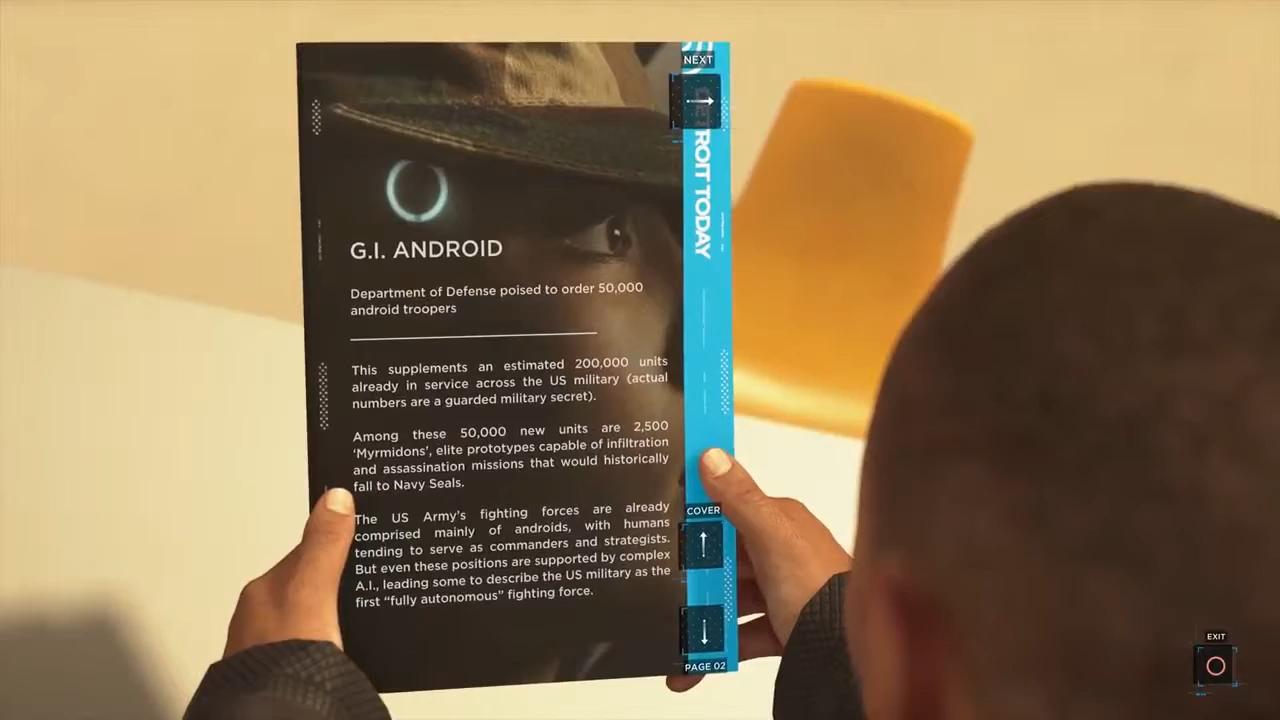 NEXT
DETROIT TODAY
G.I. ANDROID
Department of Defense poised to order 50,000
android troopers
This supplements an estimated 200,000 units
already in service across the US military (actual
numbers are a guarded military secret).
Among these 50,000 new units are 2,500
‘Myrmidons’, elite prototypes capable of infiltration
and assassination missions that would historically
fall to Navy Seals.
The US Army’s fighting forces are already
comprised mainly of androids, with humans
tending to serve as commanders and strategists.
But even these positions are supported by complex
A.I., leading some to describe the US military as the
first “fully autonomous” fighting force.
COVER
PAGE 02
EXIT